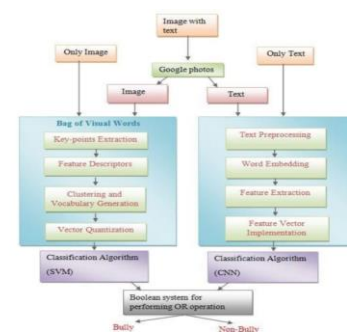 Image with
text
Only Image
Only Text
Google photos
Image
Text
Bag of Visual Words
Key-points Extraction
Feature Descriptors
Clustering and
Vocabulary Generation
Vector Quantization
Text Preprocessing
Word Embedding
Feature Extraction
Feature Vector
Implementation
Classification Algorithm
(SVM)
Classification Algorithm
(CNN)
Boolean system for
performing OR operation
Bully
Non-Bully